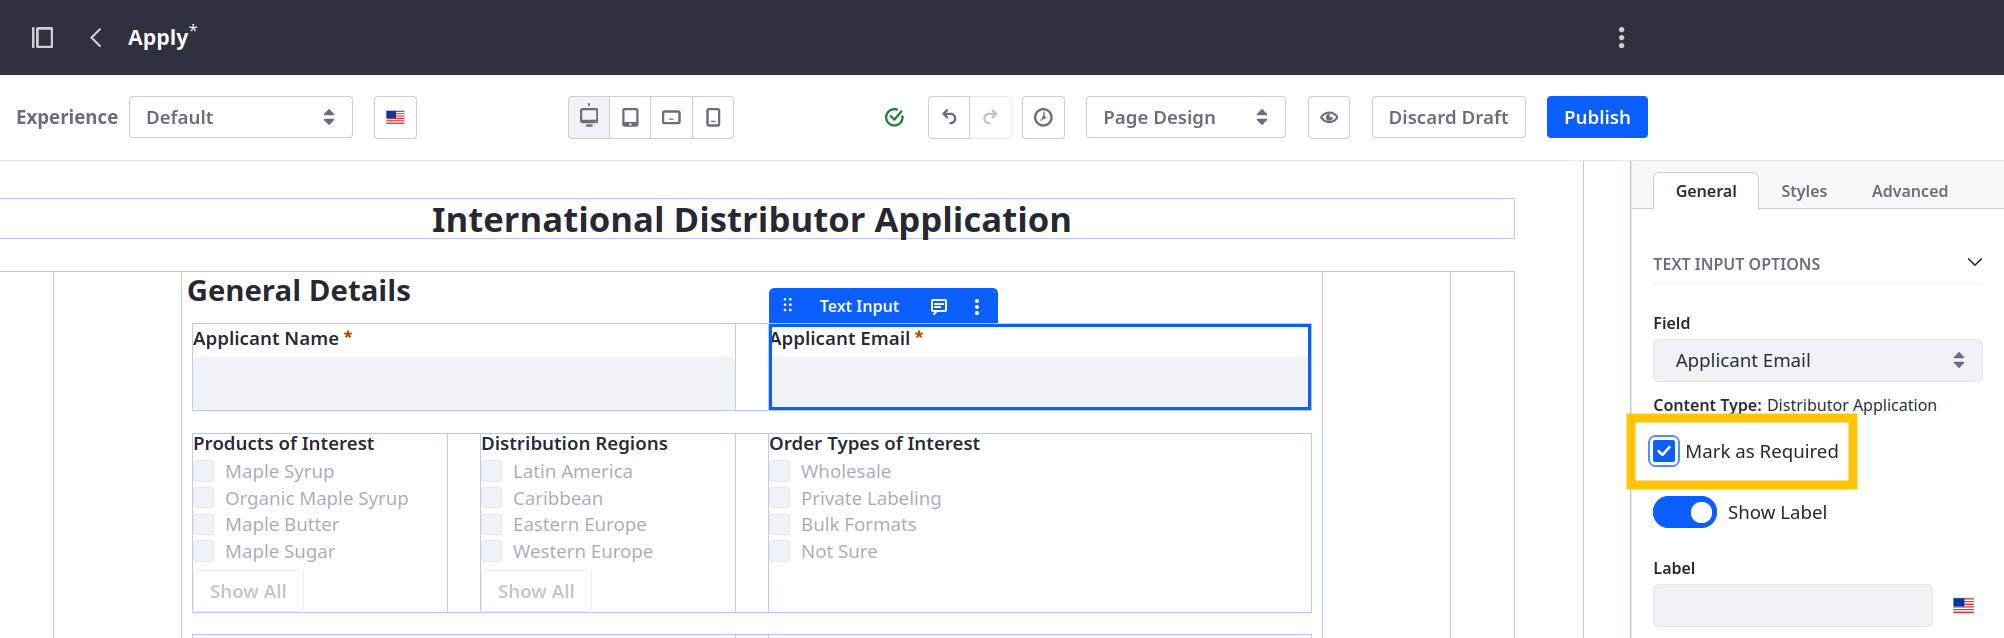 Apply*
Experience Default Page Design Discard Draft Publish
General Styles Advanced
International Distributor Application
TEXT INPUT OPTIONS
General Details
Text Input
Field
Applicant Name * Applicant Email *
Applicant Email
Content Type: Distributor Application
Mark as Required
Products of Interest Distribution Regions Order Types of Interest
Maple Syrup Latin America Wholesale
Organic Maple Syrup Caribbean Private Labeling
Show Label
Maple Butter Eastern Europe Bulk Formats
Maple Sugar Western Europe Not Sure
Label
Show All Show All